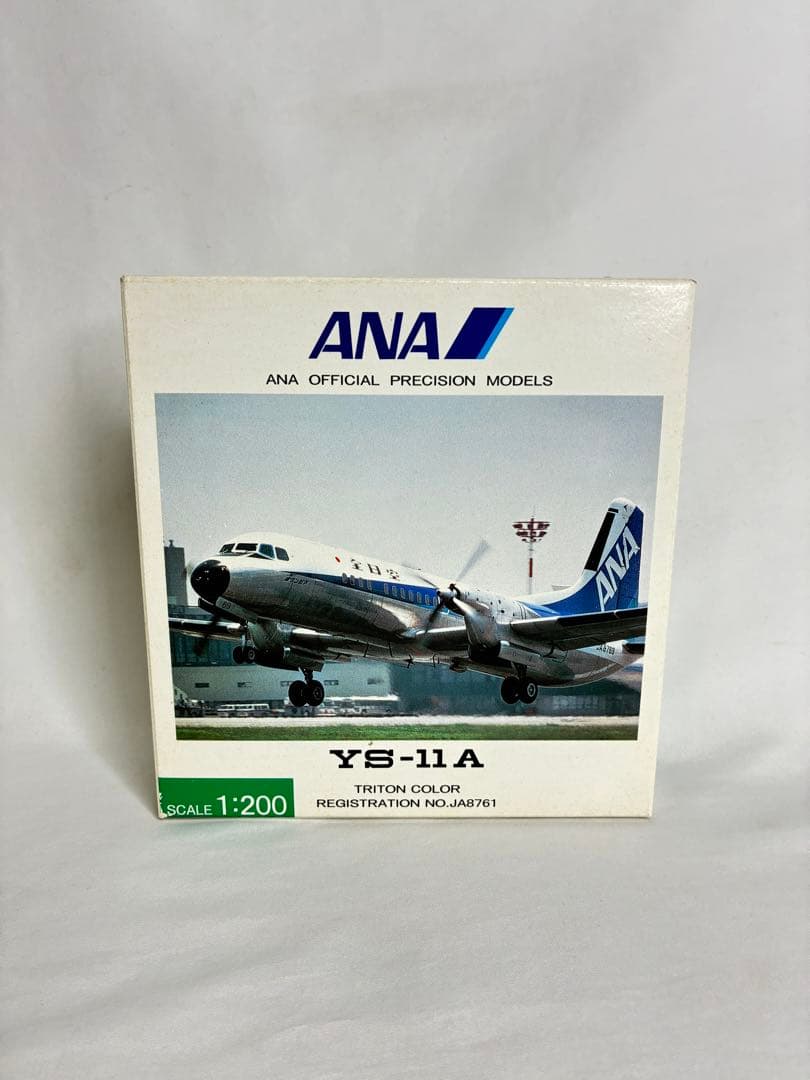 ANA
ANA OFFICIAL PRECISION MODELS
全日空
ANA
YS-11A
TRITON COLOR
REGISTRATION NO.JA8761
SCALE 1:200